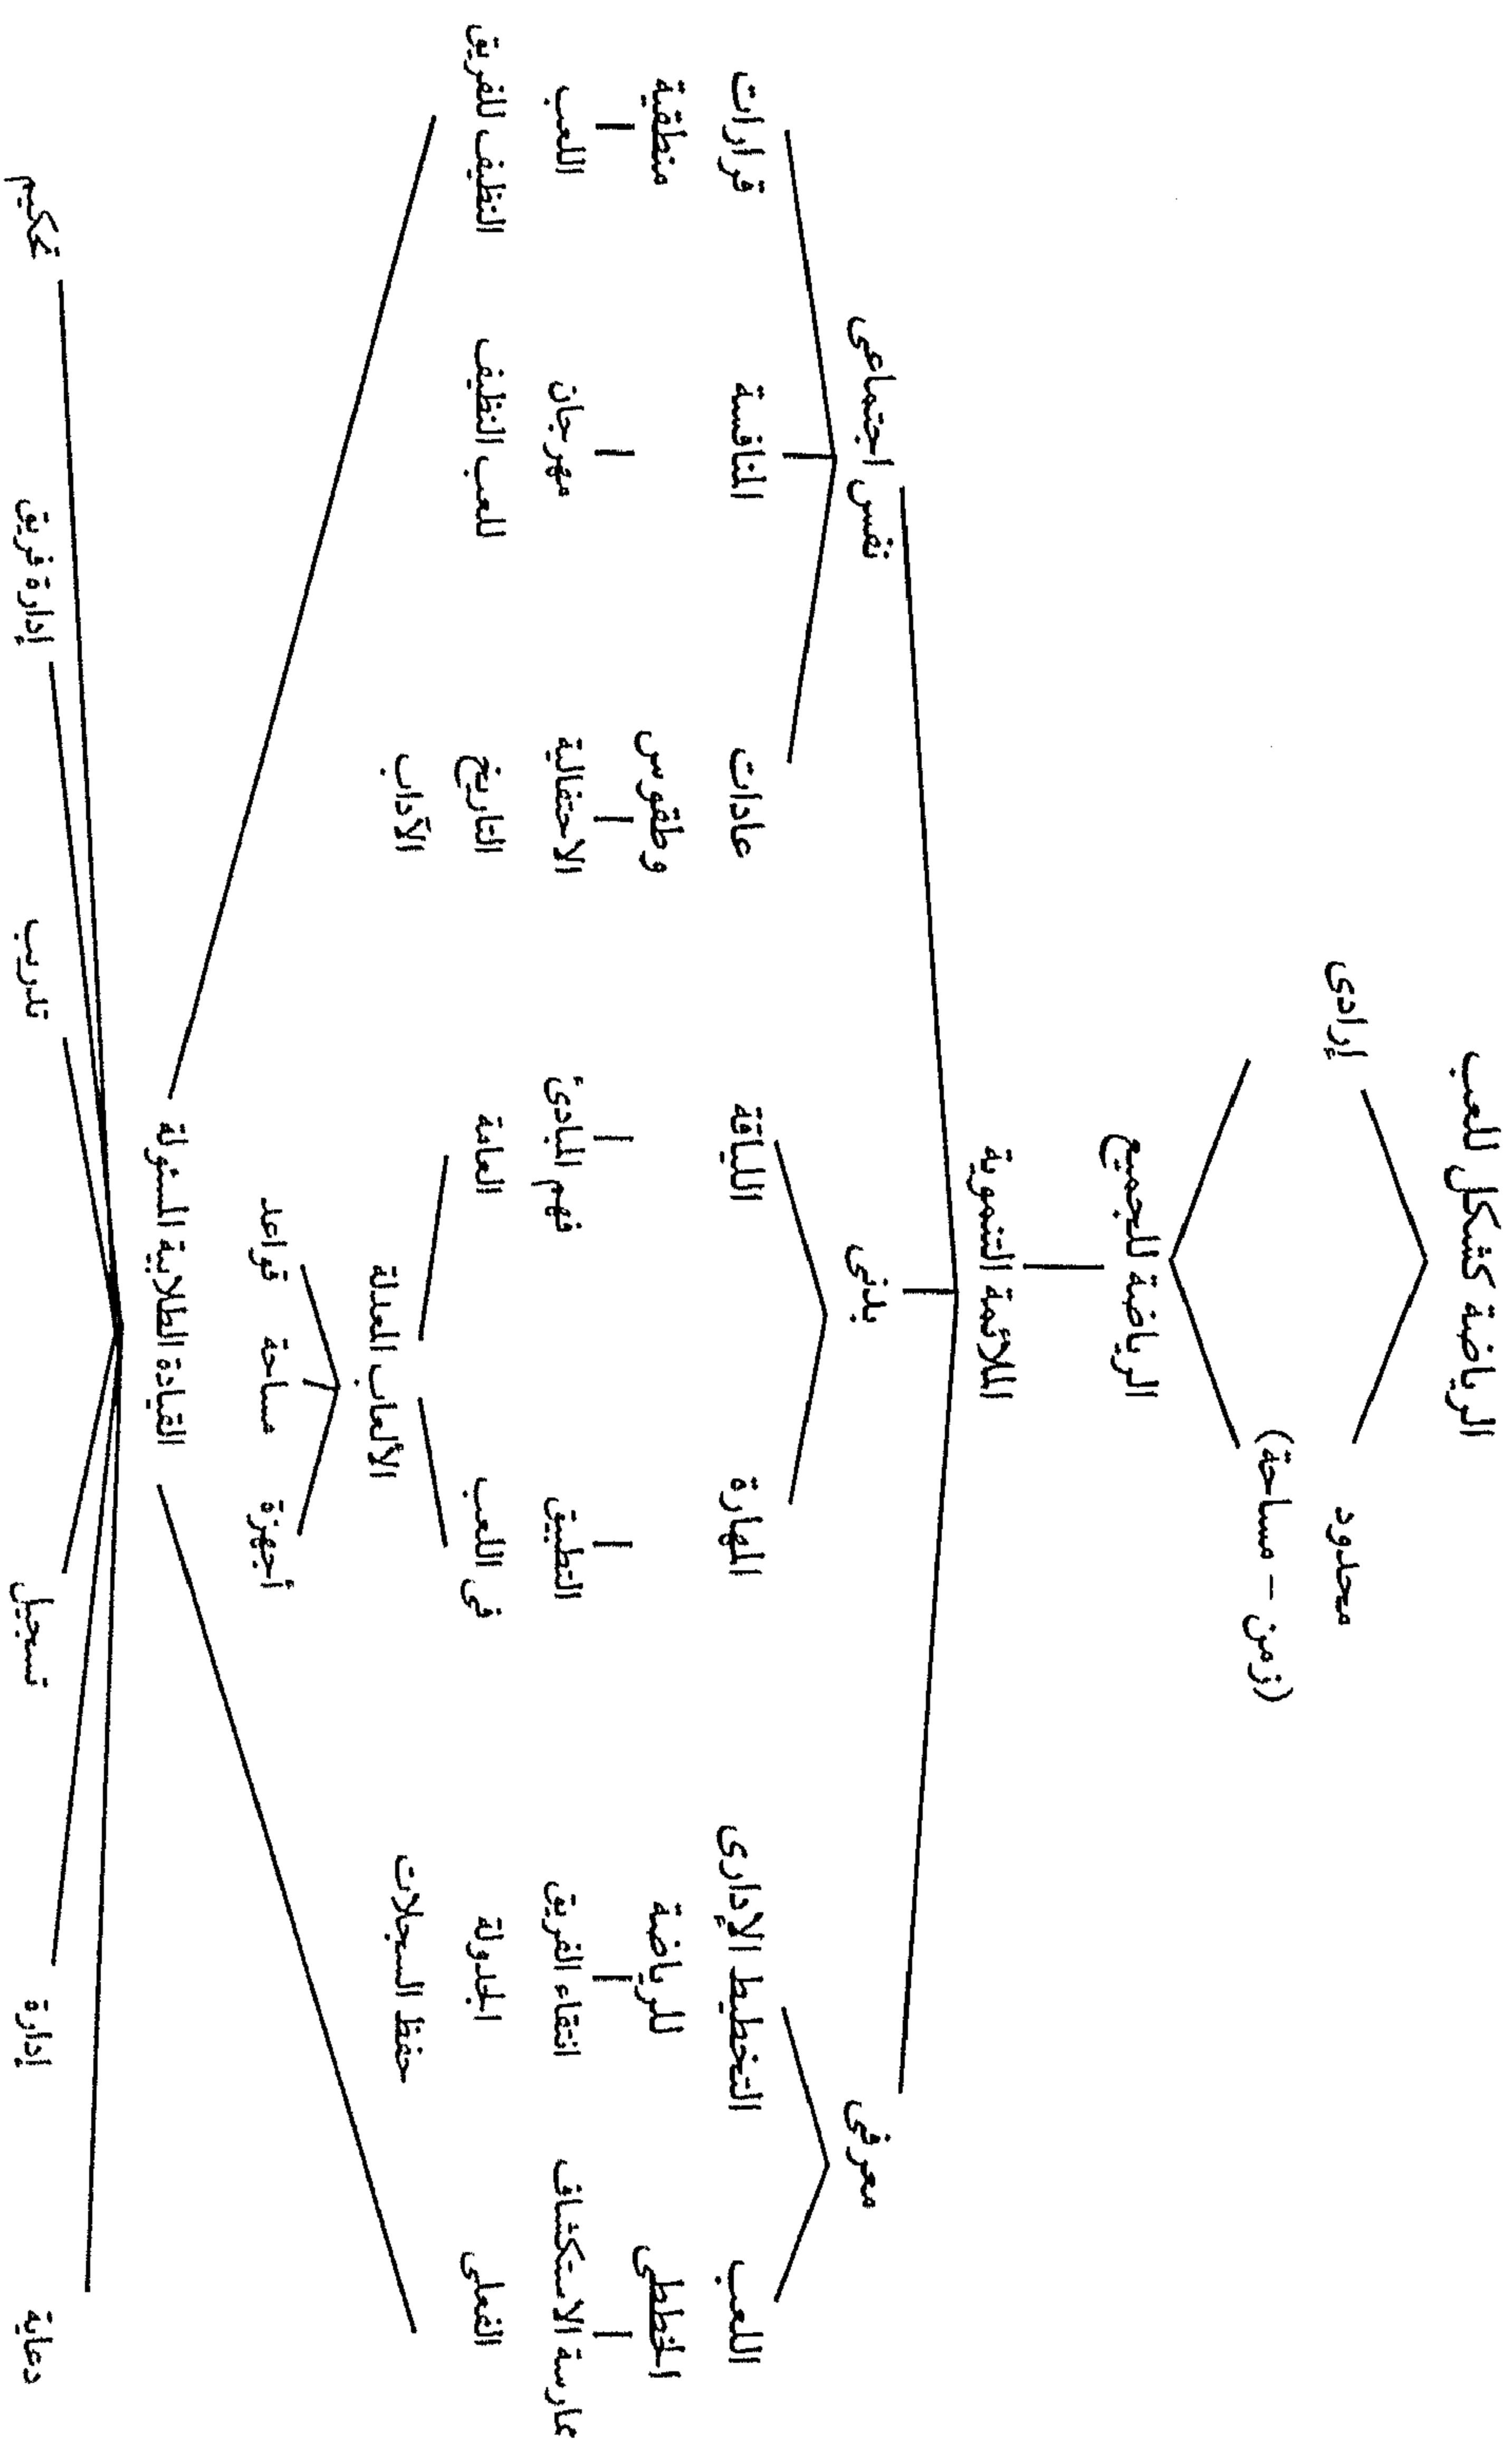 الرياضة كشكل للعب
محدود
إرادى
(زمن - مساحة)
الرياضة للجميع
الملائمة التنموية
معرفى
بدنى
نفس اجتماعى
اللعب
الخططى
التخطيط الإدارى
للرياضة
المهارة
اللياقة
عادات
وطقوس
المنافسة
قرارات
منطقية
ممارسة الاستكشاف
الفعلى
انتقاء الفريق
الجدولة
حفظ السجلات
التطبيق
فى اللعب
فهم المبادئ
العامة
الاحتفالية
التاريخ
الآداب
مهرجان
للعب النظيف
اللعب
النظيف للفريق
الألعاب المعدلة
أجهزة
مساحة
قواعد
القيادة الطلابية المسئولة
دعاية
إدارة
تسجيل
تدريب
إدارة فريق
تحكيم